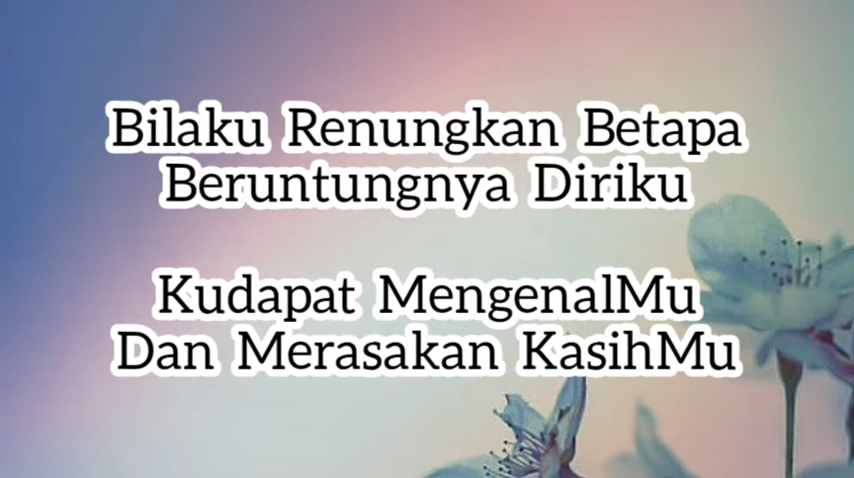 Bilaku Renungkan Betapa
Beruntungnya Diriku
Kudapat MengenalMu
Dan Merasakan KasihMu